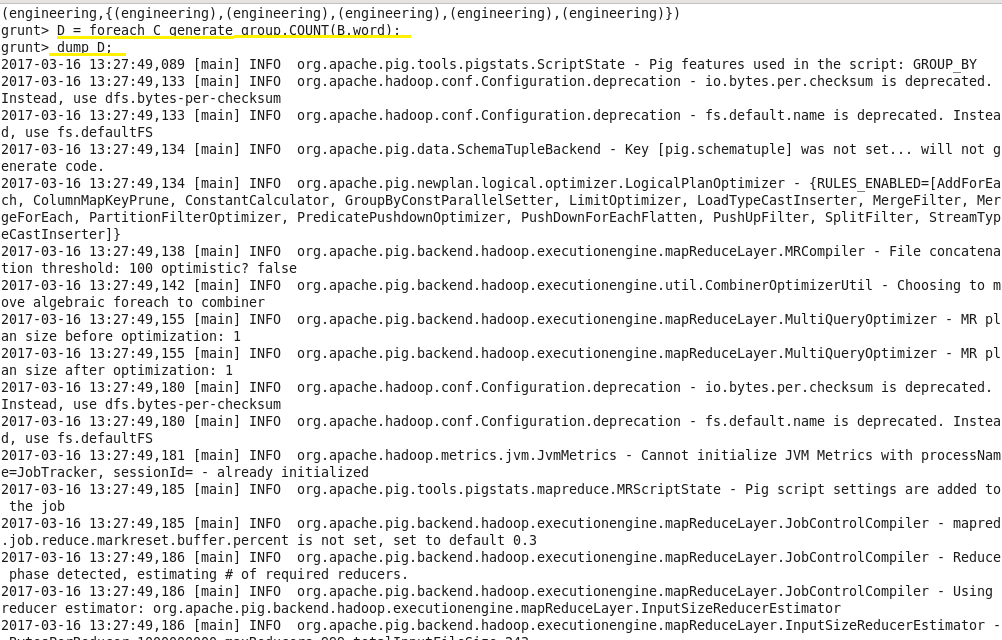 (engineering,{(engineering),(engineering),(engineering),(engineering),(engineering)})
grunt> D = foreach C generate group.COUNT(B.word);
grunt> dump D;
2017-03-16 13:27:49,089 [main] INFO  org.apache.pig.tools.pigstats.ScriptState - Pig features used in the script: GROUP_BY
2017-03-16 13:27:49,133 [main] INFO  org.apache.hadoop.conf.Configuration.deprecation - io.bytes.per.checksum is deprecated.
Instead, use dfs.bytes-per-checksum
2017-03-16 13:27:49,133 [main] INFO  org.apache.hadoop.conf.Configuration.deprecation - fs.default.name is deprecated. Instea
d, use fs.defaultFS
2017-03-16 13:27:49,134 [main] INFO  org.apache.pig.data.SchemaTupleBackend - Key [pig.schematuple] was not set... will not g
enerate code.
2017-03-16 13:27:49,134 [main] INFO  org.apache.pig.newplan.logical.optimizer.LogicalPlanOptimizer - {RULES_ENABLED=[AddForEa
ch, ColumnMapKeyPrune, ConstantCalculator, GroupByConstParallelSetter, LimitOptimizer, LoadTypeCastInserter, MergeFilter, Mer
geForEach, PartitionFilterOptimizer, PredicatePushdownOptimizer, PushDownForEachFlatten, PushUpFilter, SplitFilter, StreamTyp
eCastInserter]}
2017-03-16 13:27:49,138 [main] INFO  org.apache.pig.backend.hadoop.executionengine.mapReduceLayer.MRCompiler - File concatena
tion threshold: 100 optimistic? false
2017-03-16 13:27:49,142 [main] INFO  org.apache.pig.backend.hadoop.executionengine.util.CombinerOptimizerUtil - Choosing to m
ove algebraic foreach to combiner
2017-03-16 13:27:49,155 [main] INFO  org.apache.pig.backend.hadoop.executionengine.mapReduceLayer.MultiQueryOptimizer - MR pl
an size before optimization: 1
2017-03-16 13:27:49,155 [main] INFO  org.apache.pig.backend.hadoop.executionengine.mapReduceLayer.MultiQueryOptimizer - MR pl
an size after optimization: 1
2017-03-16 13:27:49,180 [main] INFO  org.apache.hadoop.conf.Configuration.deprecation - io.bytes.per.checksum is deprecated.
Instead, use dfs.bytes-per-checksum
2017-03-16 13:27:49,180 [main] INFO  org.apache.hadoop.conf.Configuration.deprecation - fs.default.name is deprecated. Instea
d, use fs.defaultFS
2017-03-16 13:27:49,181 [main] INFO  org.apache.hadoop.metrics.jvm.JvmMetrics - Cannot initialize JVM Metrics with processNam
e=JobTracker, sessionId= - already initialized
2017-03-16 13:27:49,185 [main] INFO  org.apache.pig.tools.pigstats.mapreduce.MRScriptState - Pig script settings are added to
the job
2017-03-16 13:27:49,185 [main] INFO  org.apache.pig.backend.hadoop.executionengine.mapReduceLayer.JobControlCompiler - mapred
.job.reduce.markreset.buffer.percent is not set, set to default 0.3
2017-03-16 13:27:49,186 [main] INFO  org.apache.pig.backend.hadoop.executionengine.mapReduceLayer.JobControlCompiler - Reduce
phase detected, estimating # of required reducers.
2017-03-16 13:27:49,186 [main] INFO  org.apache.pig.backend.hadoop.executionengine.mapReduceLayer.JobControlCompiler - Using
reducer estimator: org.apache.pig.backend.hadoop.executionengine.mapReduceLayer.InputSizeReducerEstimator
2017-03-16 13:27:49,186 [main] INFO  org.apache.pig.backend.hadoop.executionengine.mapReduceLayer.InputSizeReducerEstimator -